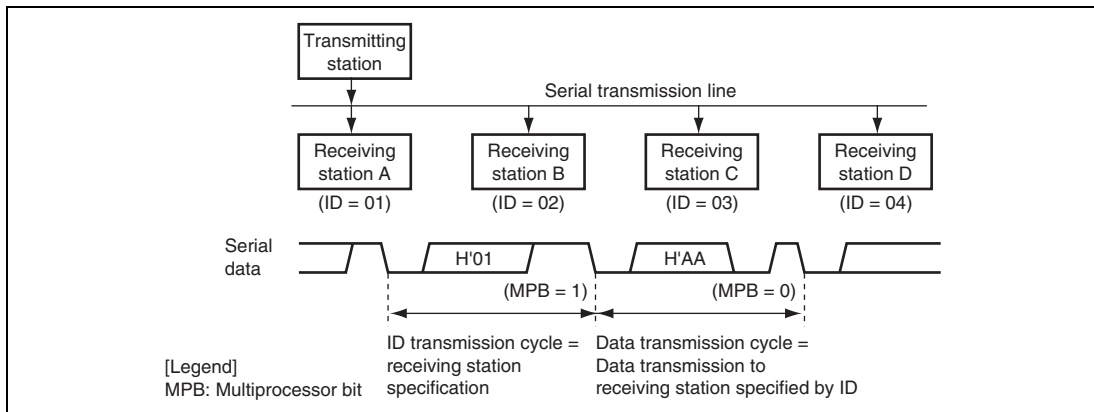 Transmitting
station
Serial transmission line
Receiving
station A
Receiving
station B
Receiving
station C
Receiving
station D
(ID = 01)
(ID = 02)
(ID = 03)
(ID = 04)
Serial
data
H'01
H'AA
(MPB = 1)
(MPB = 0)
ID transmission cycle =
receiving station
specification
Data transmission cycle =
Data transmission to
receiving station specified by ID
[Legend]
MPB: Multiprocessor bit